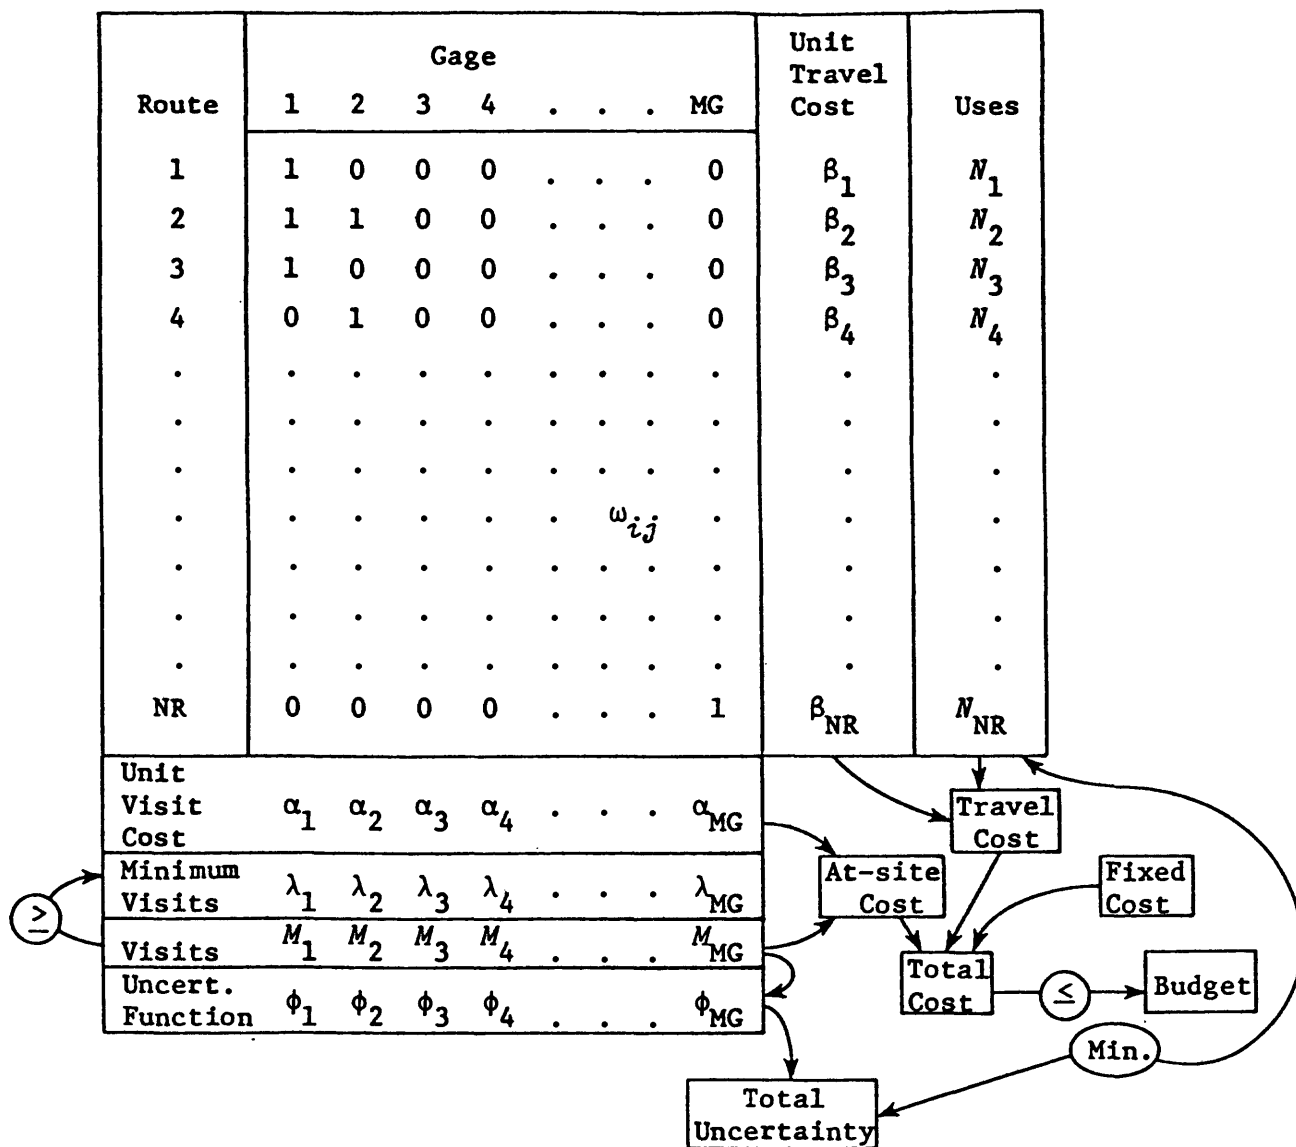 Gage
Unit
Travel
Cost
Route 1 2 3 4 . . . MG Uses
1 1 0 0 0 . . . 0 β1 N1
2 1 1 0 0 . . . 0 β2 N2
3 1 0 0 0 . . . 0 β3 N3
4 0 1 0 0 . . . 0 β4 N4
. . . . . . . . . . .
. . . . . . . . . . .
. . . . . . . . . . .
. . . . . . ωij . . .
. . . . . . . . . . .
. . . . . . . . . . .
. . . . . . . . . . .
NR 0 0 0 0 . . . 1 βNR NNR
Unit
Visit
Cost
α1 α2 α3 α4 . . . αMG
Travel
Cost
Minimum
Visits
λ1 λ2 λ3 λ4 . . . λMG
At-site
Cost
Fixed
Cost
≥
Visits M1 M2 M3 M4 . . . MMG
Total
Cost
≤
Budget
Uncert.
Function
ϕ1 ϕ2 ϕ3 ϕ4 . . . ϕMG
Min.
Total
Uncertainty